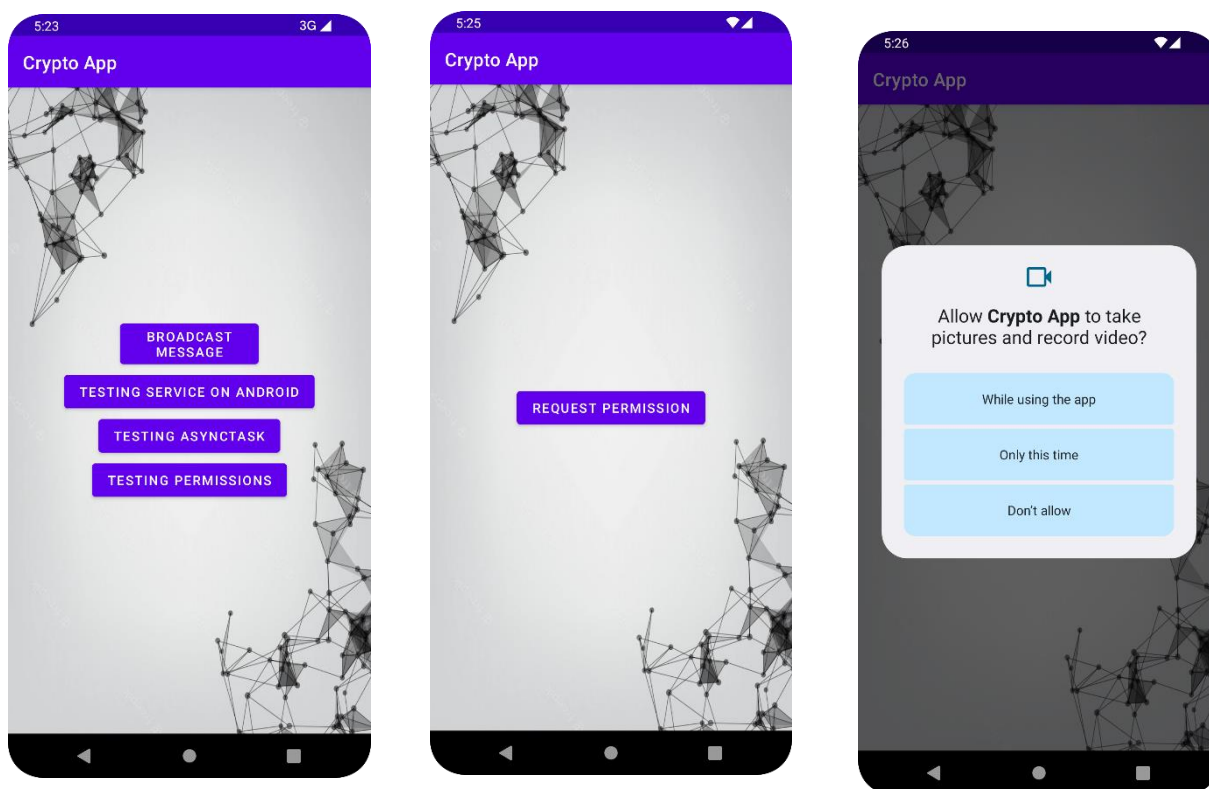 5:23 3G
Crypto App
BROADCAST
MESSAGE
TESTING SERVICE ON ANDROID
TESTING ASYNCTASK
TESTING PERMISSIONS
5:25
Crypto App
REQUEST PERMISSION
5:26
Crypto App
Allow Crypto App to take
pictures and record video?
While using the app
Only this time
Don't allow